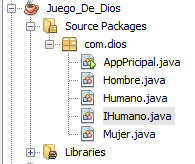 Juego_De_Dios
Source Packages
com.dios
AppPricipal.java
Hombre.java
Humano.java
IHumano.java
Mujer.java
Libraries